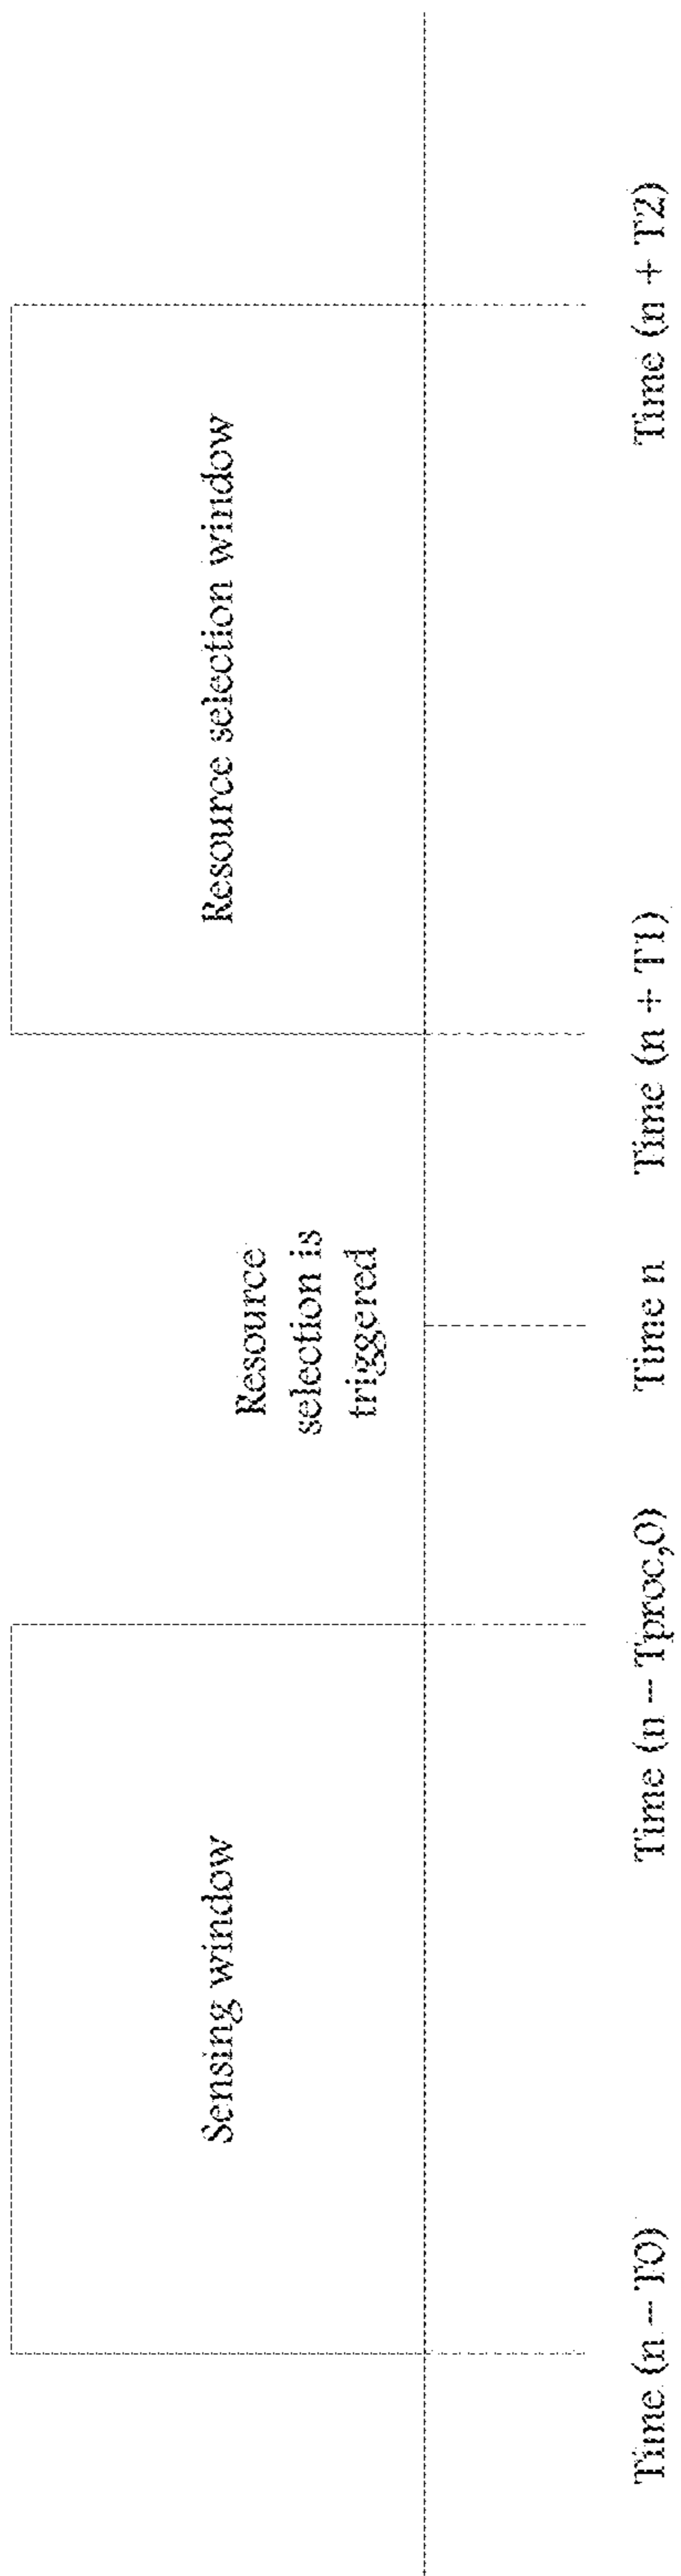 Sensing window
Resource
selection is
triggered
Resource selection window
Time (n – T0)
Time (n – Tproc,0)
Time n
Time (n + T1)
Time (n + T2)